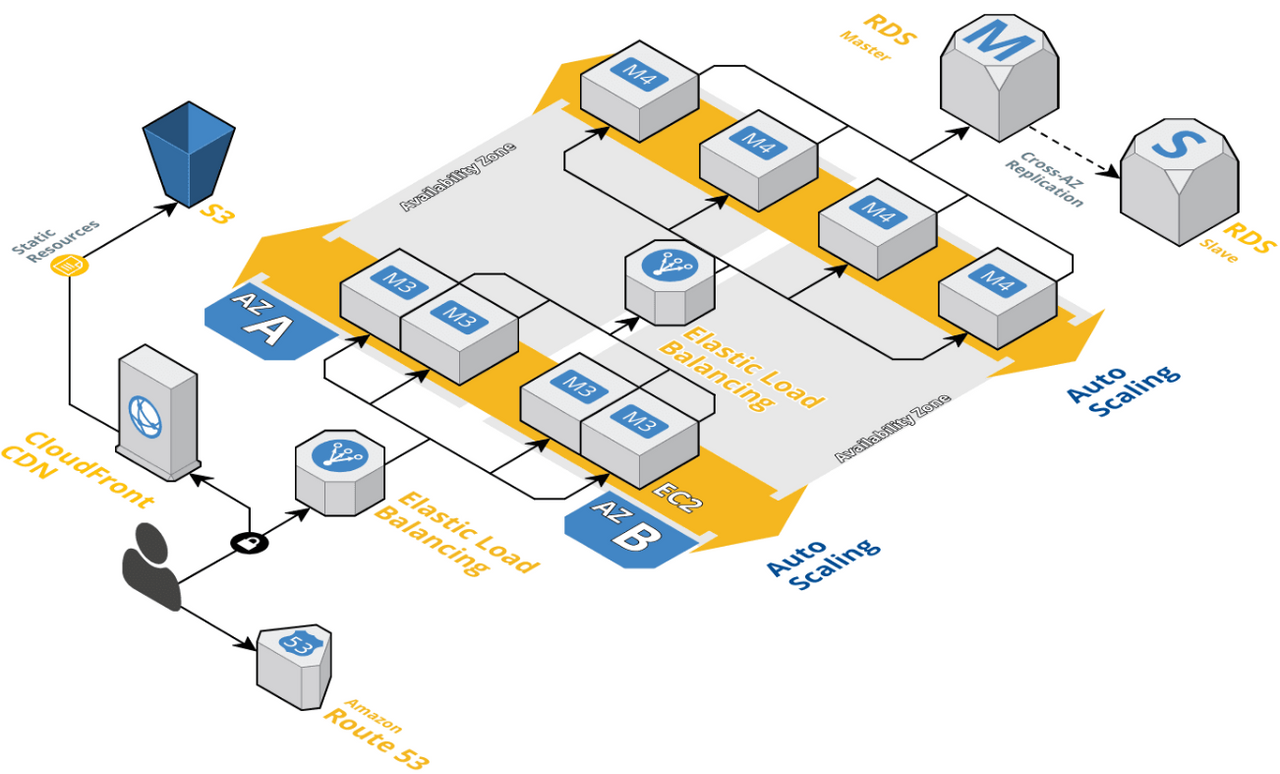 RDS
Master
M
S
Cross-AZ
Replication
RDS
Slave
M4
M4
M4
M4
Availability Zone
S3
Static
Resources
AZ A
M3
M3
M3
M3
Elastic Load
Balancing
Auto
Scaling
Availability Zone
CloudFront
CDN
Elastic Load
Balancing
EC2
AZ B
Auto
Scaling
53
Amazon
Route 53